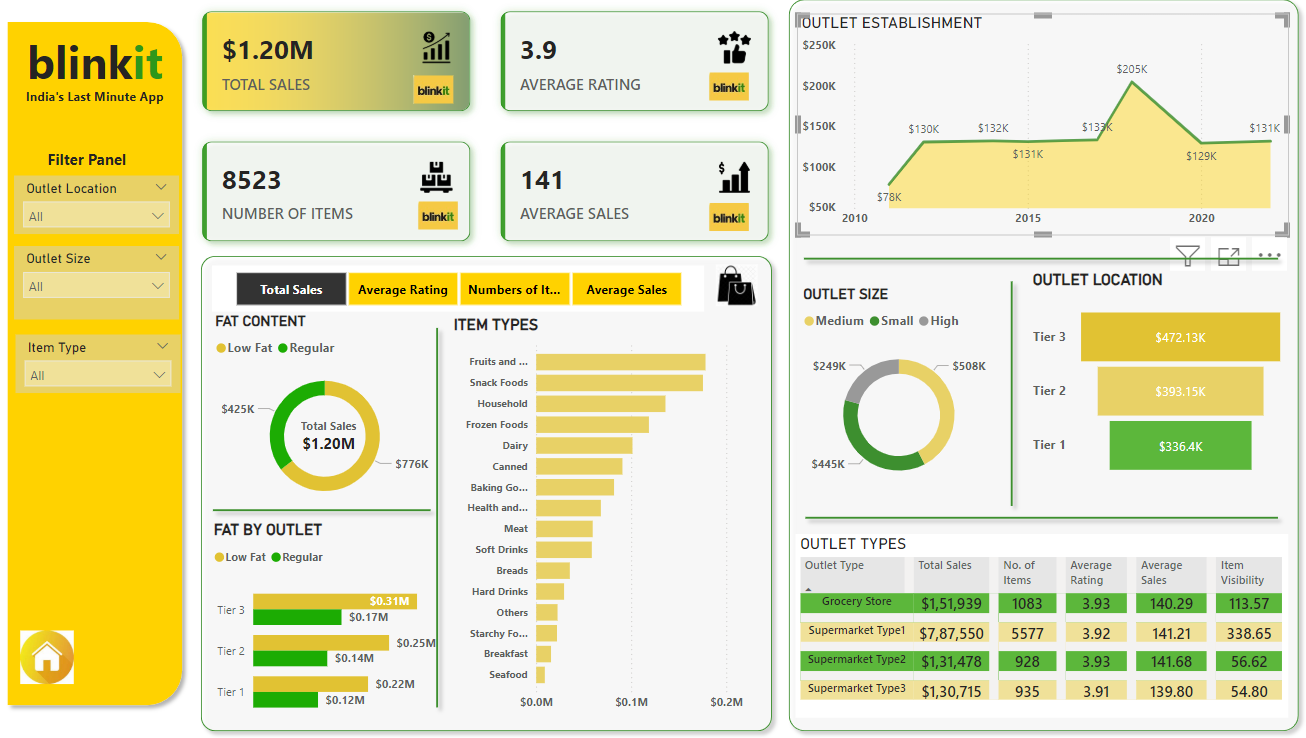 blinkit
India's Last Minute App
Filter Panel
Outlet Location
All
Outlet Size
All
Item Type
All
$1.20M
TOTAL SALES
blinkit
3.9
AVERAGE RATING
blinkit
8523
NUMBER OF ITEMS
blinkit
141
AVERAGE SALES
blinkit
Total Sales Average Rating Numbers of It... Average Sales
FAT CONTENT
Low Fat Regular
$425K
Total Sales
$1.20M
$776K
FAT BY OUTLET
Low Fat Regular
Tier 3 $0.31M
$0.17M
Tier 2 $0.25M
$0.14M
Tier 1 $0.22M
$0.12M
ITEM TYPES
Fruits and ...
Snack Foods
Household
Frozen Foods
Dairy
Canned
Baking Go...
Health and...
Meat
Soft Drinks
Breads
Hard Drinks
Others
Starchy Fo...
Breakfast
Seafood
$0.0M $0.1M $0.2M
OUTLET ESTABLISHMENT
$250K
$200K
$150K
$100K
$50K
$78K
$130K
$132K
$131K
$133K
$205K
$129K
$131K
2010 2015 2020
OUTLET SIZE
Medium Small High
$249K
$508K
$445K
OUTLET LOCATION
Tier 3 $472.13K
Tier 2 $393.15K
Tier 1 $336.4K
OUTLET TYPES
Outlet Type Total Sales No. of Items Average Rating Average Sales Item Visibility
Grocery Store $1,51,939 1083 3.93 140.29 113.57
Supermarket Type1 $7,87,550 5577 3.92 141.21 338.65
Supermarket Type2 $1,31,478 928 3.93 141.68 56.62
Supermarket Type3 $1,30,715 935 3.91 139.80 54.80